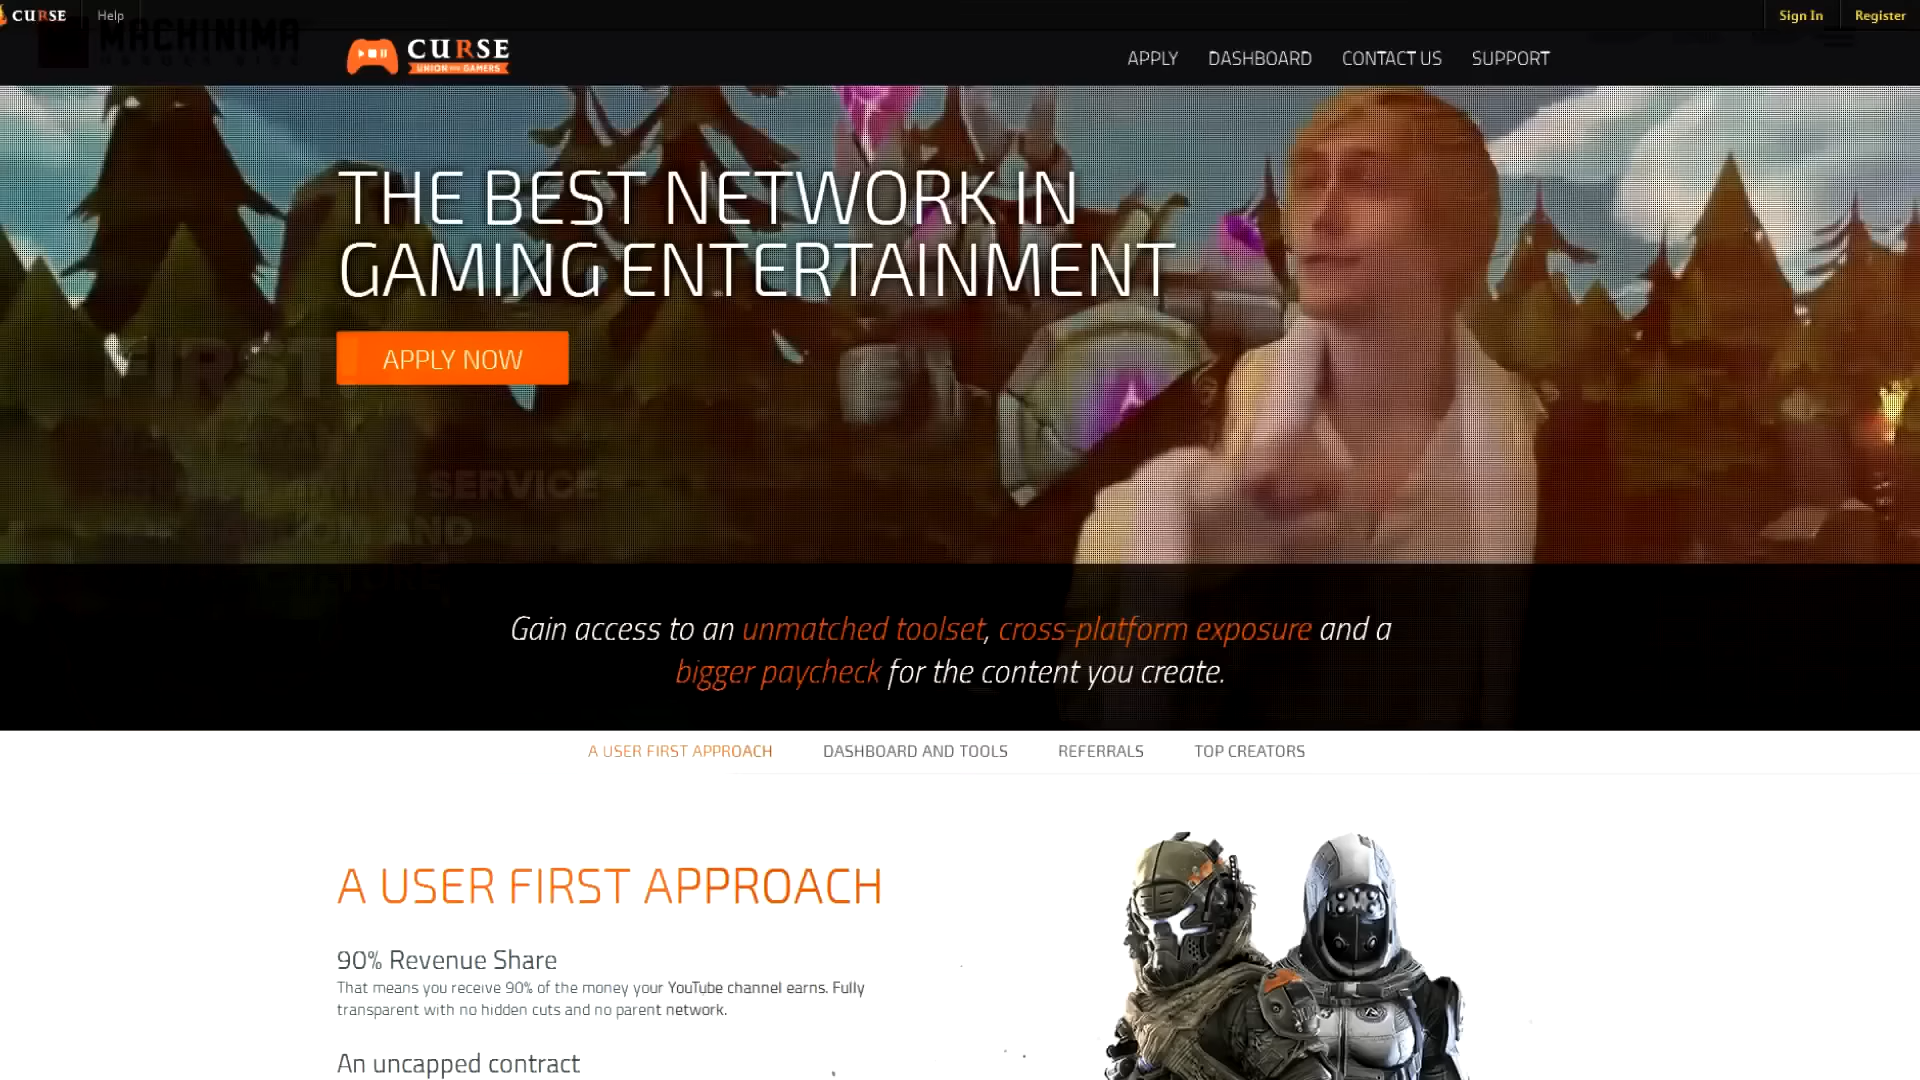 CURSE
Help
Sign In
Register
MACHINIMA
CURSE
UNION FOR GAMERS
APPLY
DASHBOARD
CONTACT US
SUPPORT
THE BEST NETWORK IN
GAMING ENTERTAINMENT
APPLY NOW
FIRST
SERVICE
AND
Gain access to an unmatched toolset, cross-platform exposure and a
bigger paycheck for the content you create.
A USER FIRST APPROACH
DASHBOARD AND TOOLS
REFERRALS
TOP CREATORS
A USER FIRST APPROACH
90% Revenue Share
That means you receive 90% of the money your YouTube channel earns. Fully
transparent with no hidden cuts and no parent network.
An uncapped contract